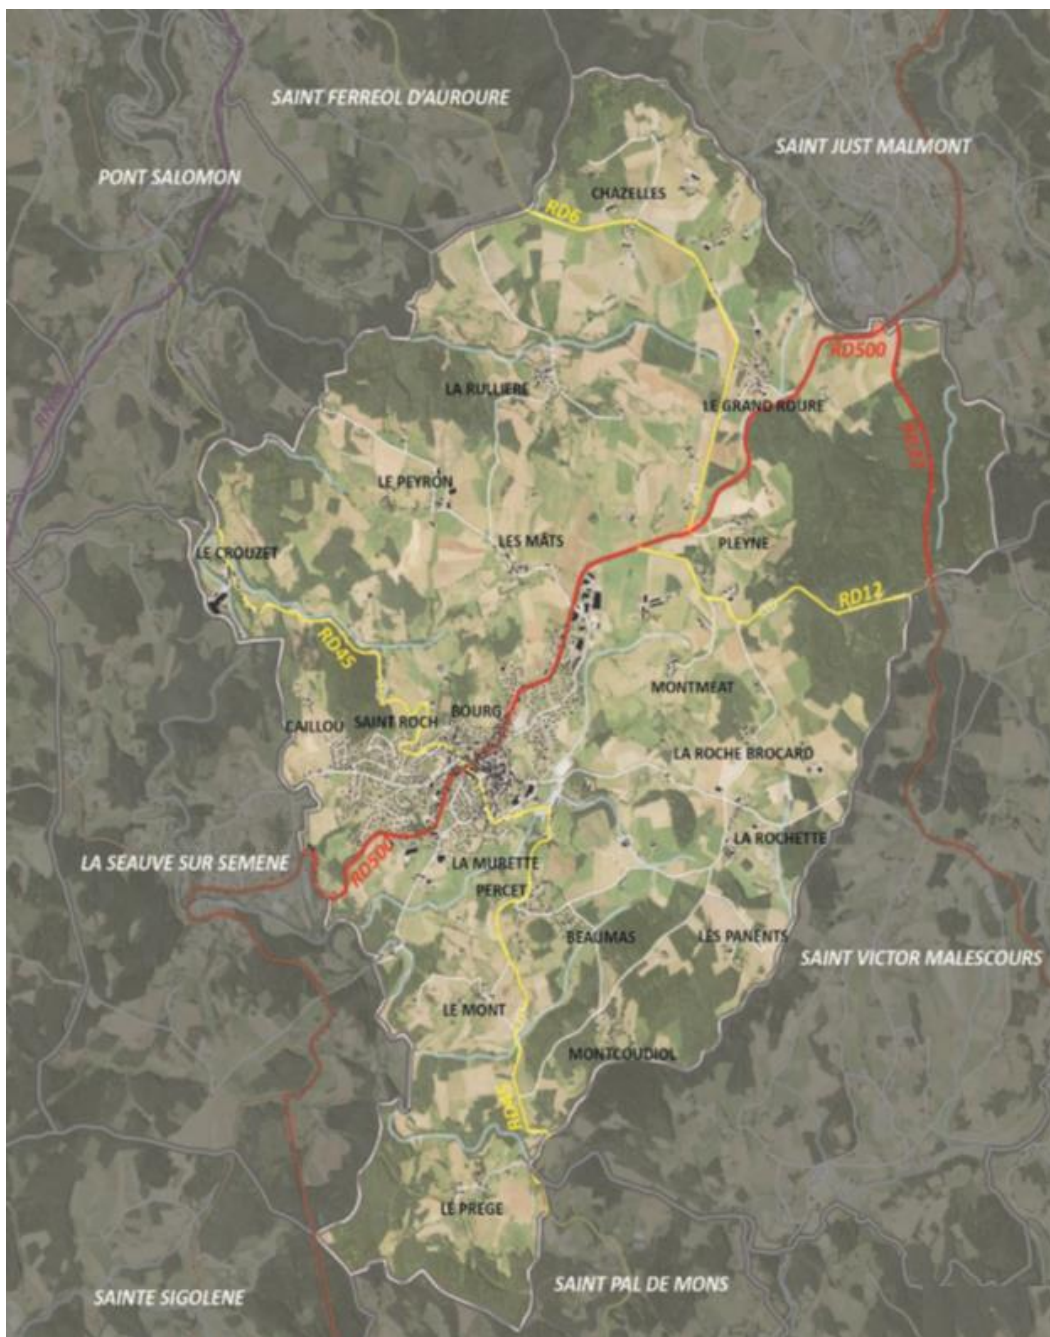 SAINT FERREOL D'AUROURE
SAINT JUST MALMONT
PONT SALOMON
CHAZELLES
RD6
RD500
LA RULLIERE
LE GRAND ROURE
LE PEYRON
LES MÂTS
PLEYNE
LE CROUZET
RD12
RD45
MONTMEAT
BOURG
SAINT ROCH
CAILLOU
LA ROCHE BROCARD
LA ROCHETTE
LA SEAUVE SUR SEMENE
RD500
LA MURETTE
PERCET
BEAUMAS
LES PANENTS
SAINT VICTOR MALESCOURS
LE MONT
MONTCOUDIOL
RD45
LE PREGE
SAINT PAL DE MONS
SAINTE SIGOLENE